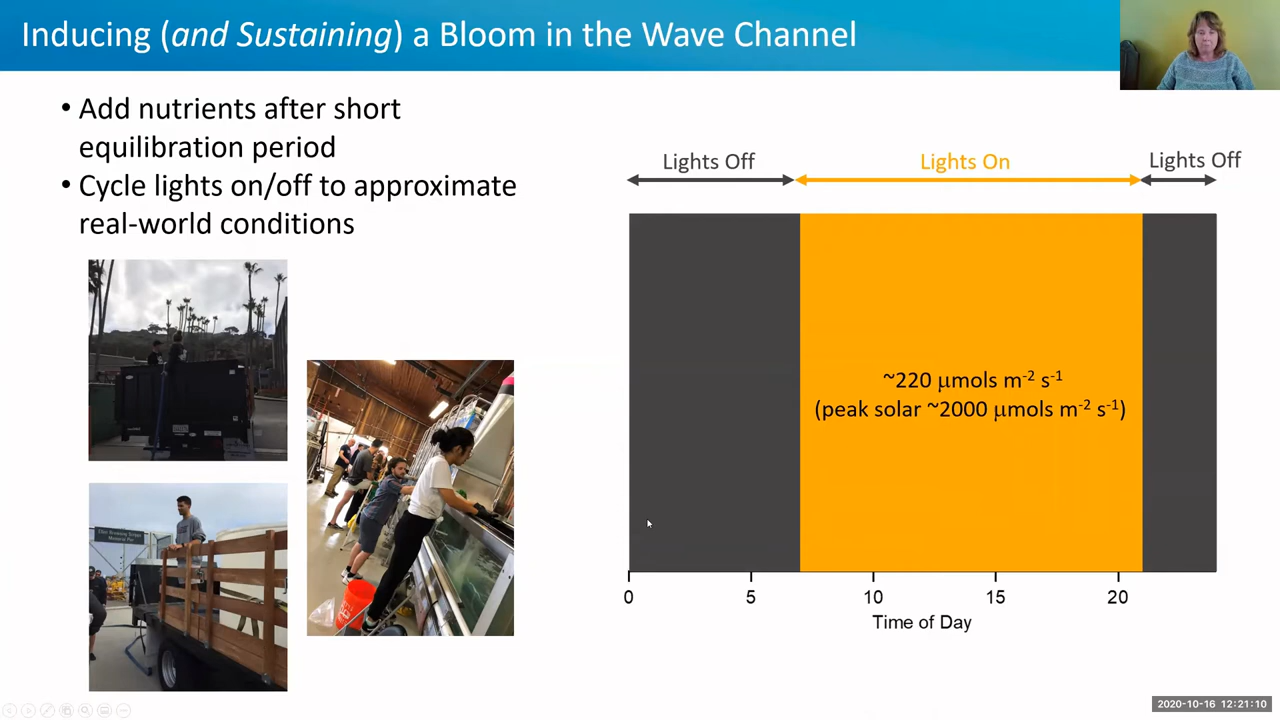 Inducing (and Sustaining) a Bloom in the Wave Channel
• Add nutrients after short
equilibration period
• Cycle lights on/off to approximate
real-world conditions
Lights Off
Lights On
Lights Off
~220 μmols m-2 s-1
(peak solar ~2000 μmols m-2 s-1)
0
5
10
15
20
Time of Day
2020-10-16 12:21:10